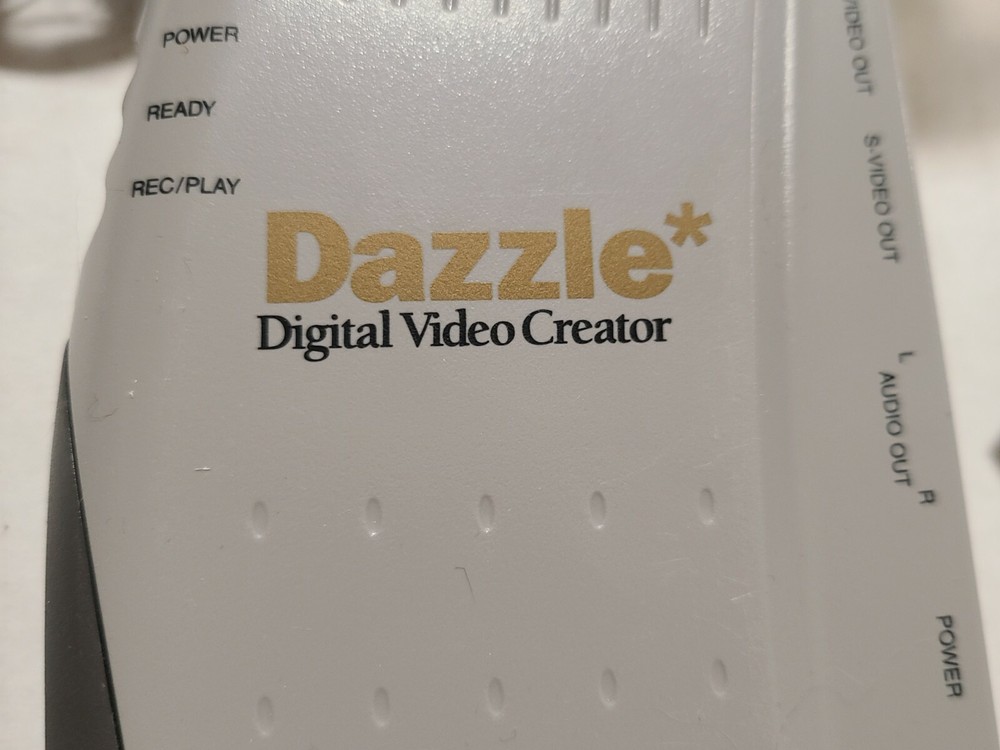 POWER
READY
REC/PLAY
Dazzle*
Digital Video Creator
VIDEO OUT
S-VIDEO OUT
L
AUDIO OUT
R
POWER